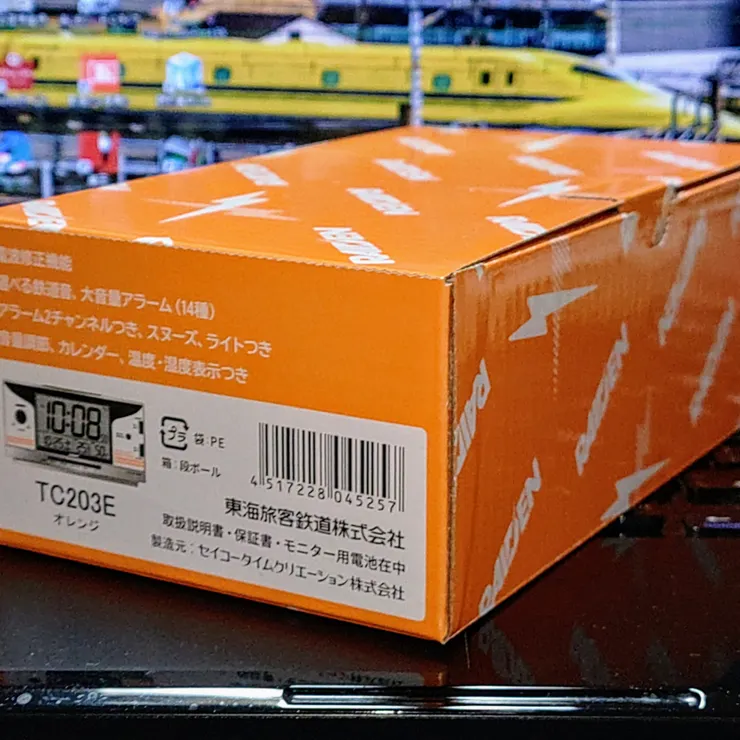 RAIDEN
RAIDEN
RAIDEN
電波修正機能
選べる鉄道音、大音量アラーム(14種)
アラーム2チャンネルつき、スヌーズ、ライトつき
音量調節、カレンダー、温度・湿度表示つき
10:08
TC203E
オレンジ
プラ 袋:PE
箱:段ボール
4 517228 045257
東海旅客鉄道株式会社
取扱説明書・保証書・モニター用電池在中
製造元:セイコータイムクリエーション株式会社
RAIDEN
RAIDEN